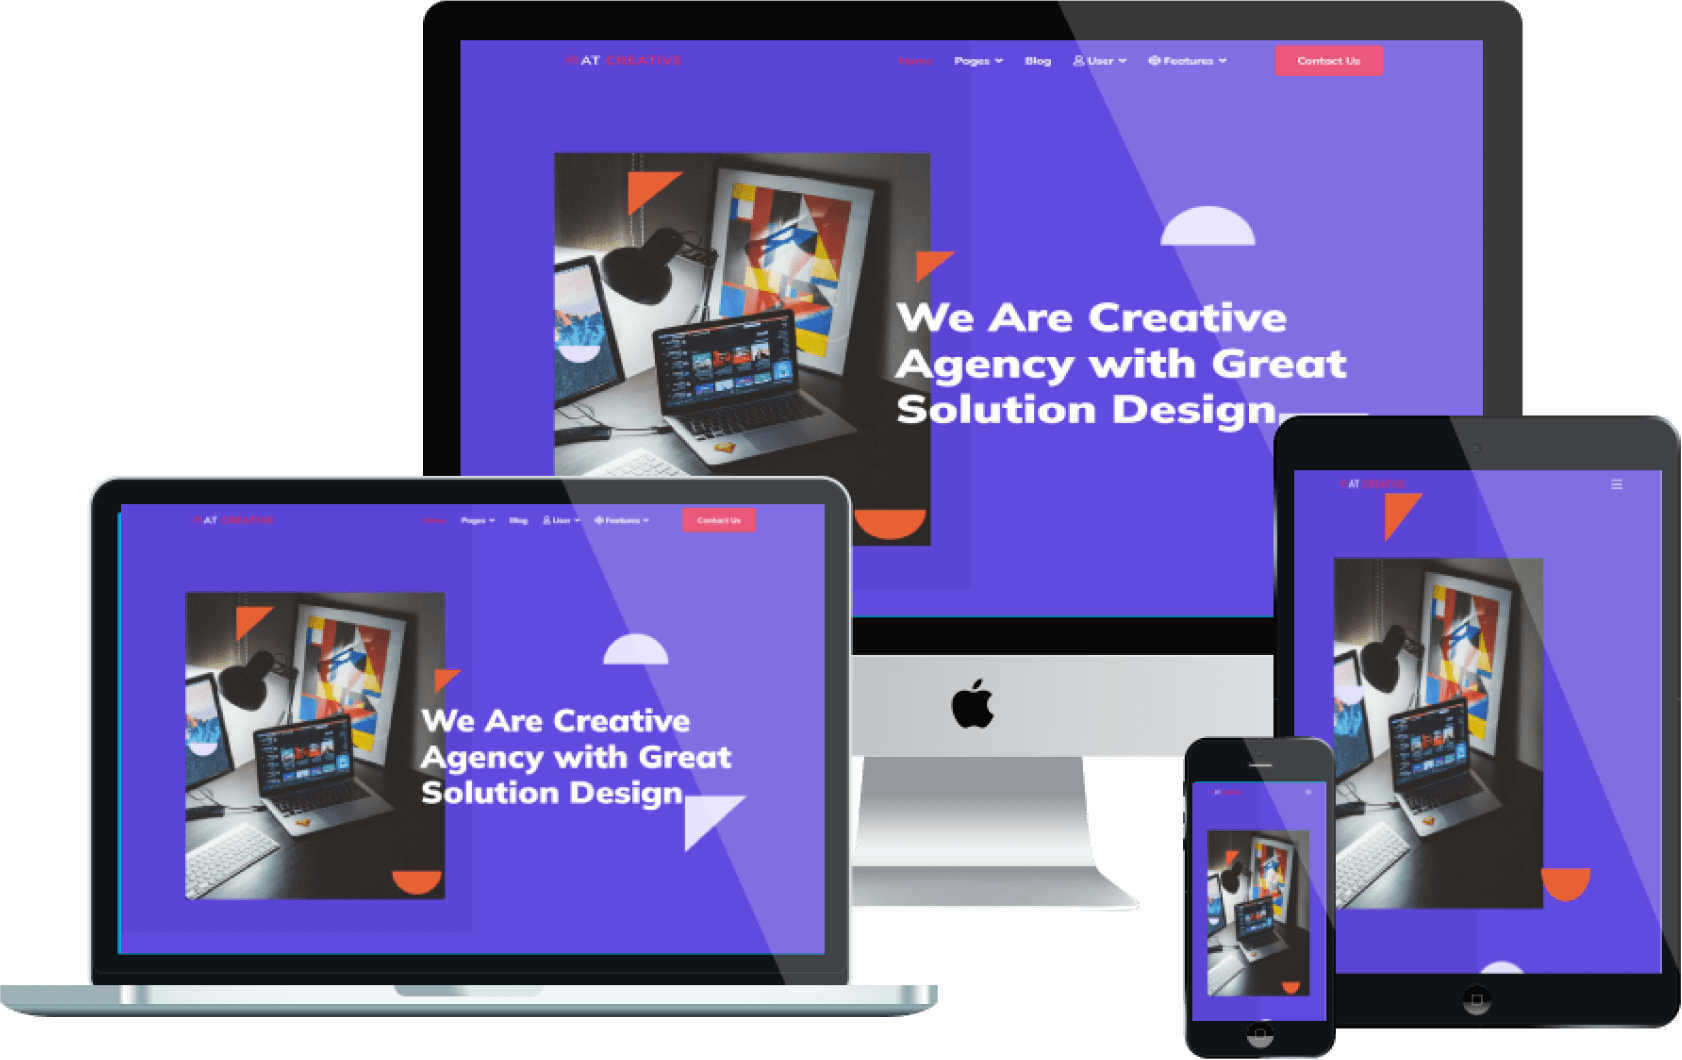 AT CREATIVE
Home Pages Blog User Features Contact Us
We Are Creative
Agency with Great
Solution Design
AT CREATIVE
Home Pages Blog User Features Contact Us
We Are Creative
Agency with Great
Solution Design
AT CREATIVE